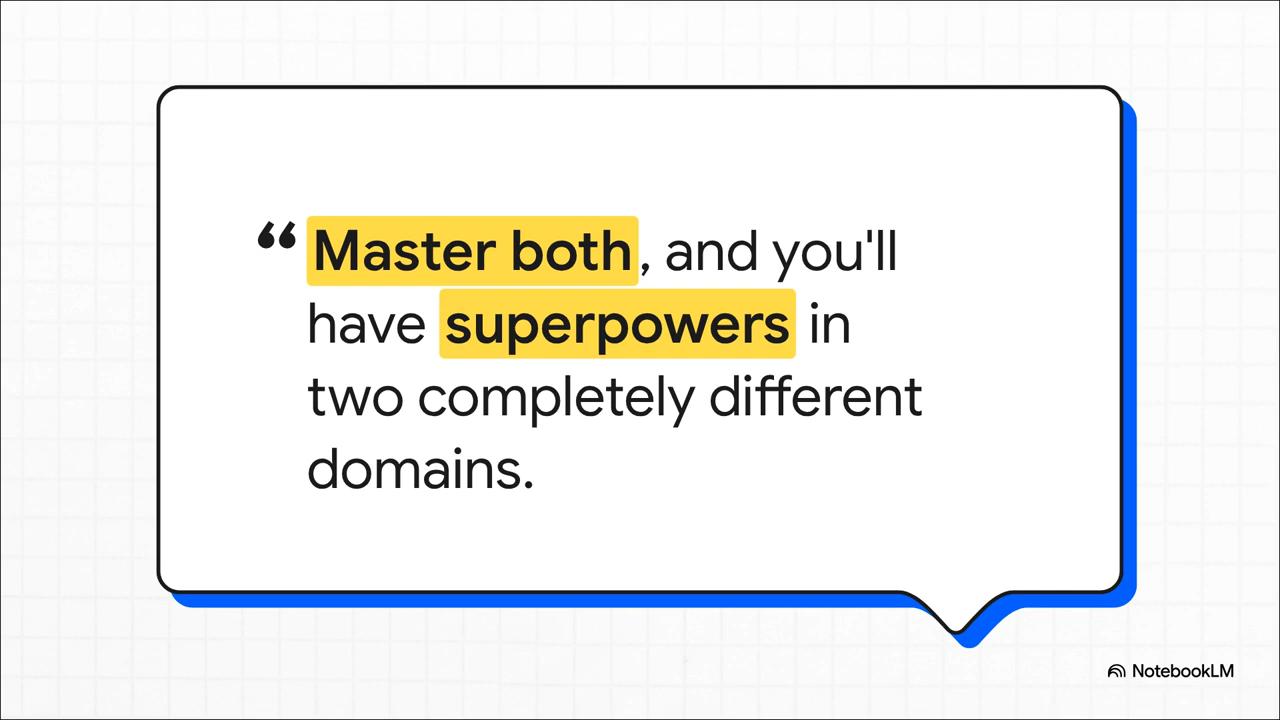 “Master both, and you'll
have superpowers in
two completely different
domains.
NotebookLM